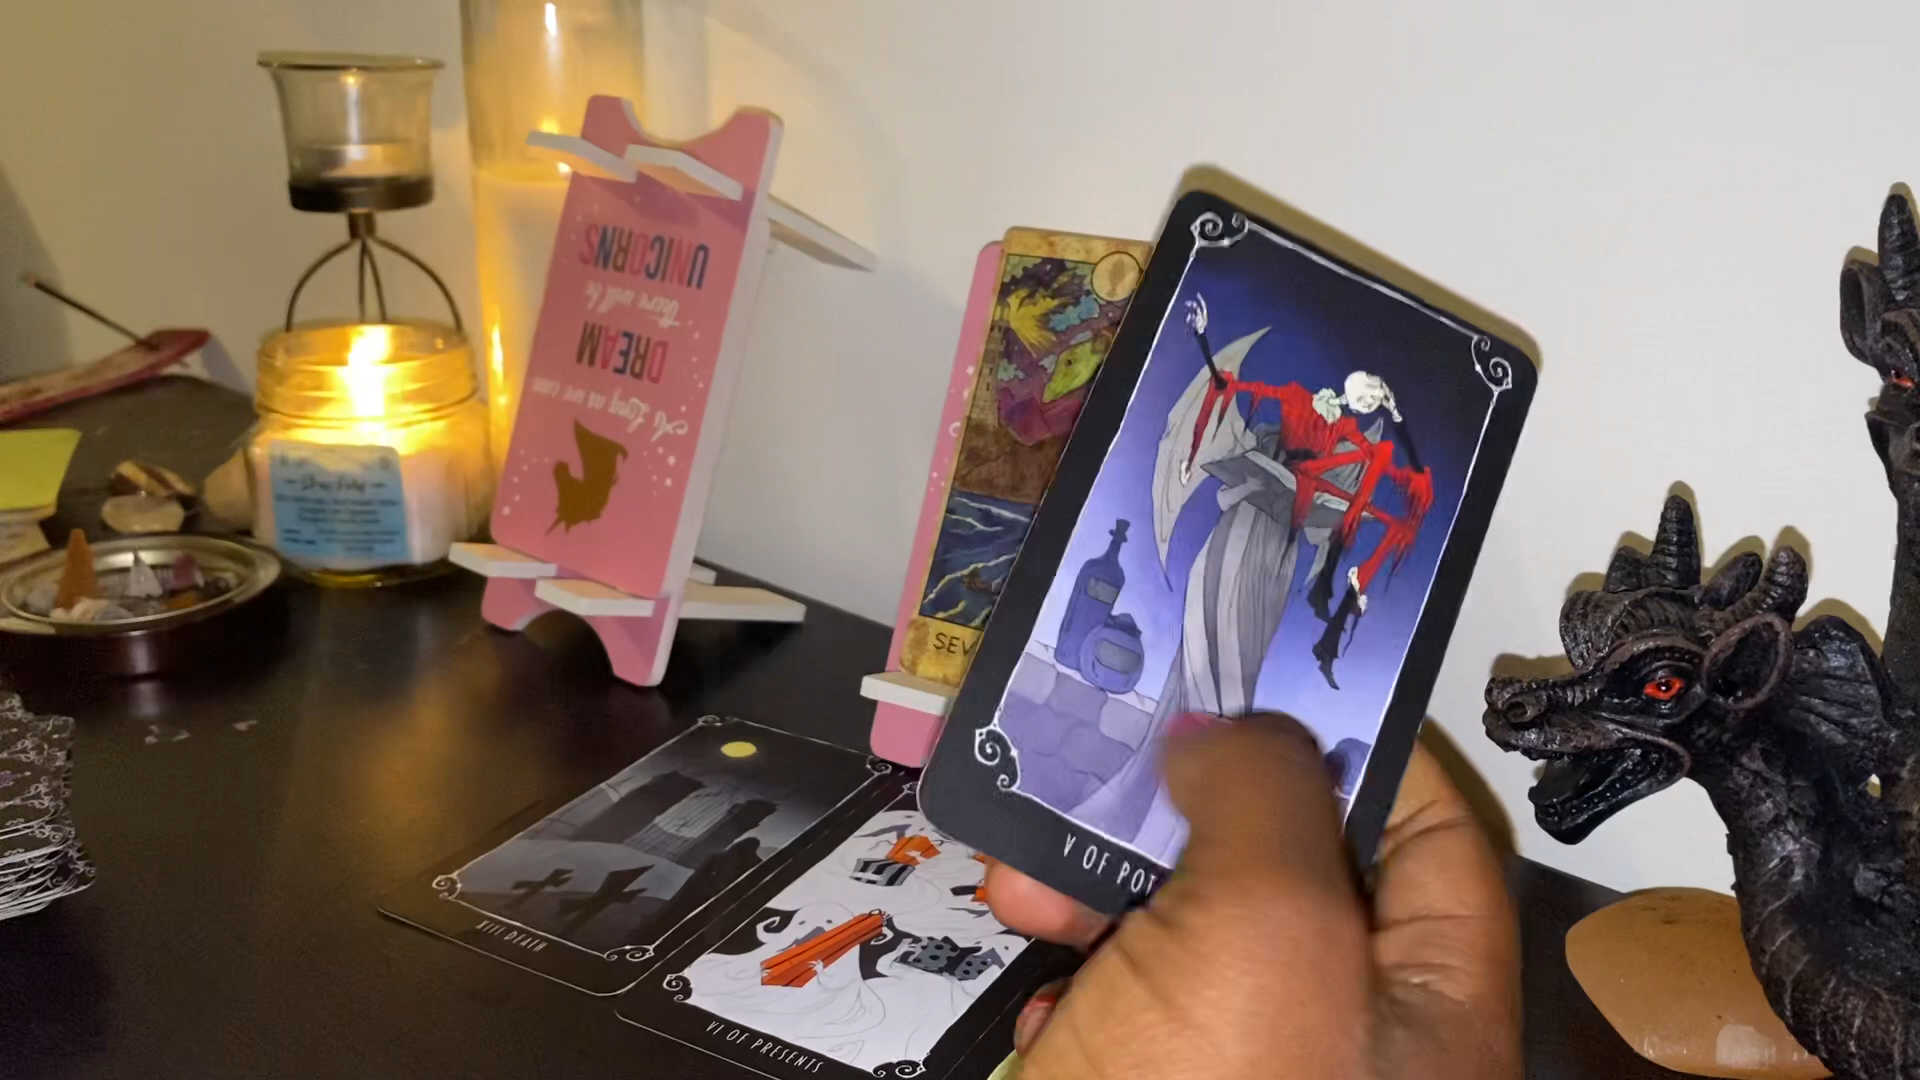 As long as we can
DREAM
there will be
UNICORNS
SEV
V OF POT
XIII DEATH
VI OF PRESENTS